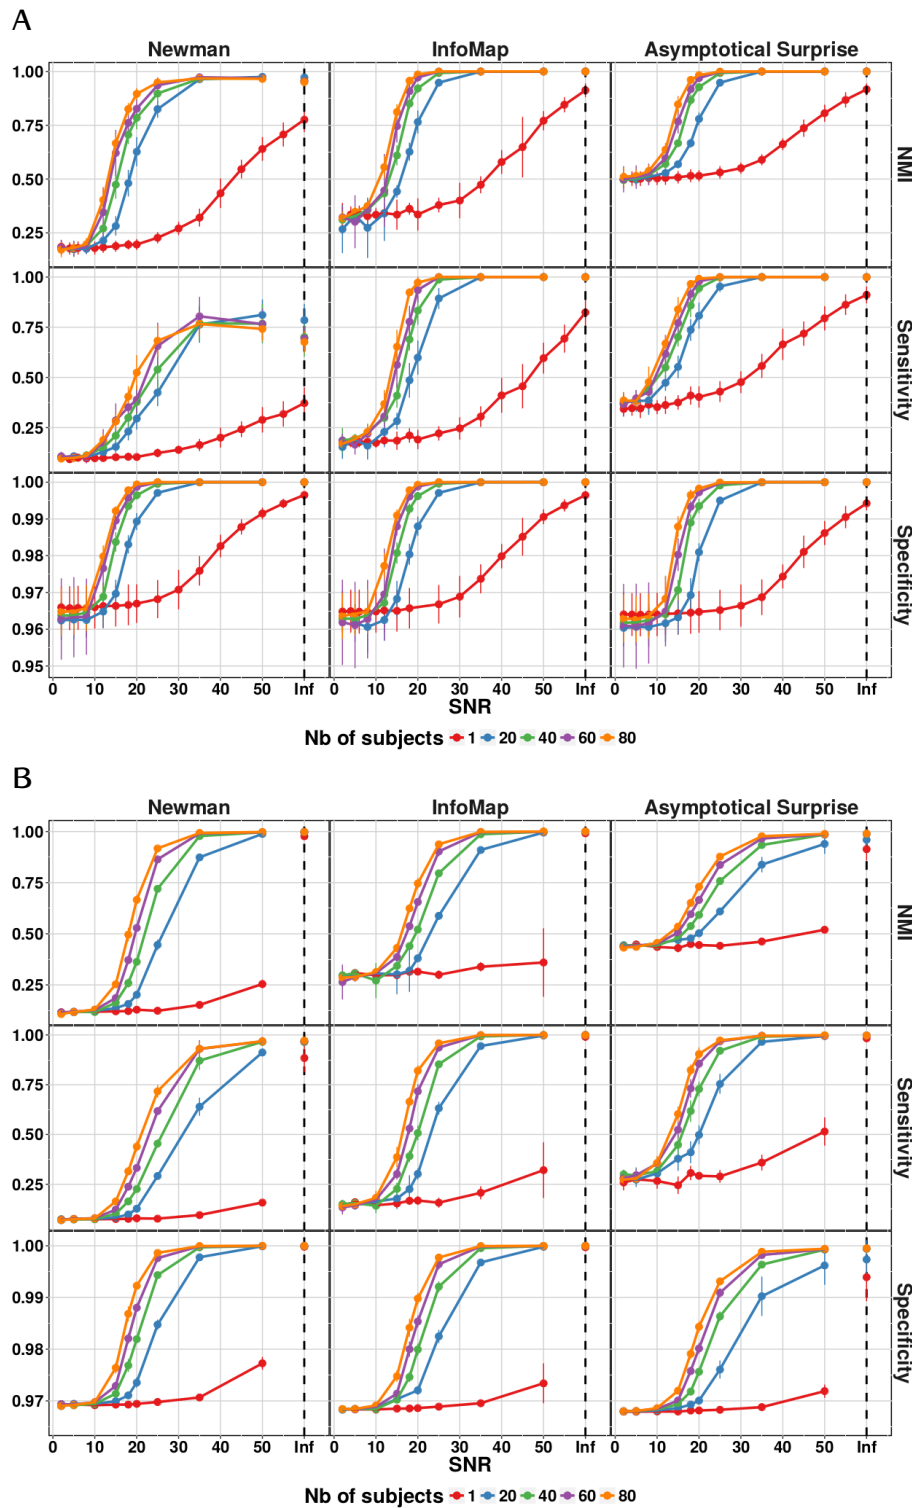 A
Newman InfoMap Asymptotical Surprise
1.00
0.75
0.50
0.25
NMI
1.00
0.75
0.50
0.25
Sensitivity
1.00
0.99
0.98
0.97
0.96
0.95
Specificity
0 10 20 30 40 50 Inf 0 10 20 30 40 50 Inf 0 10 20 30 40 50 Inf
SNR
Nb of subjects 1 20 40 60 80
B
Newman InfoMap Asymptotical Surprise
1.00
0.75
0.50
0.25
NMI
1.00
0.75
0.50
0.25
Sensitivity
1.00
0.99
0.98
0.97
Specificity
0 10 20 30 40 50 Inf 0 10 20 30 40 50 Inf 0 10 20 30 40 50 Inf
SNR
Nb of subjects 1 20 40 60 80